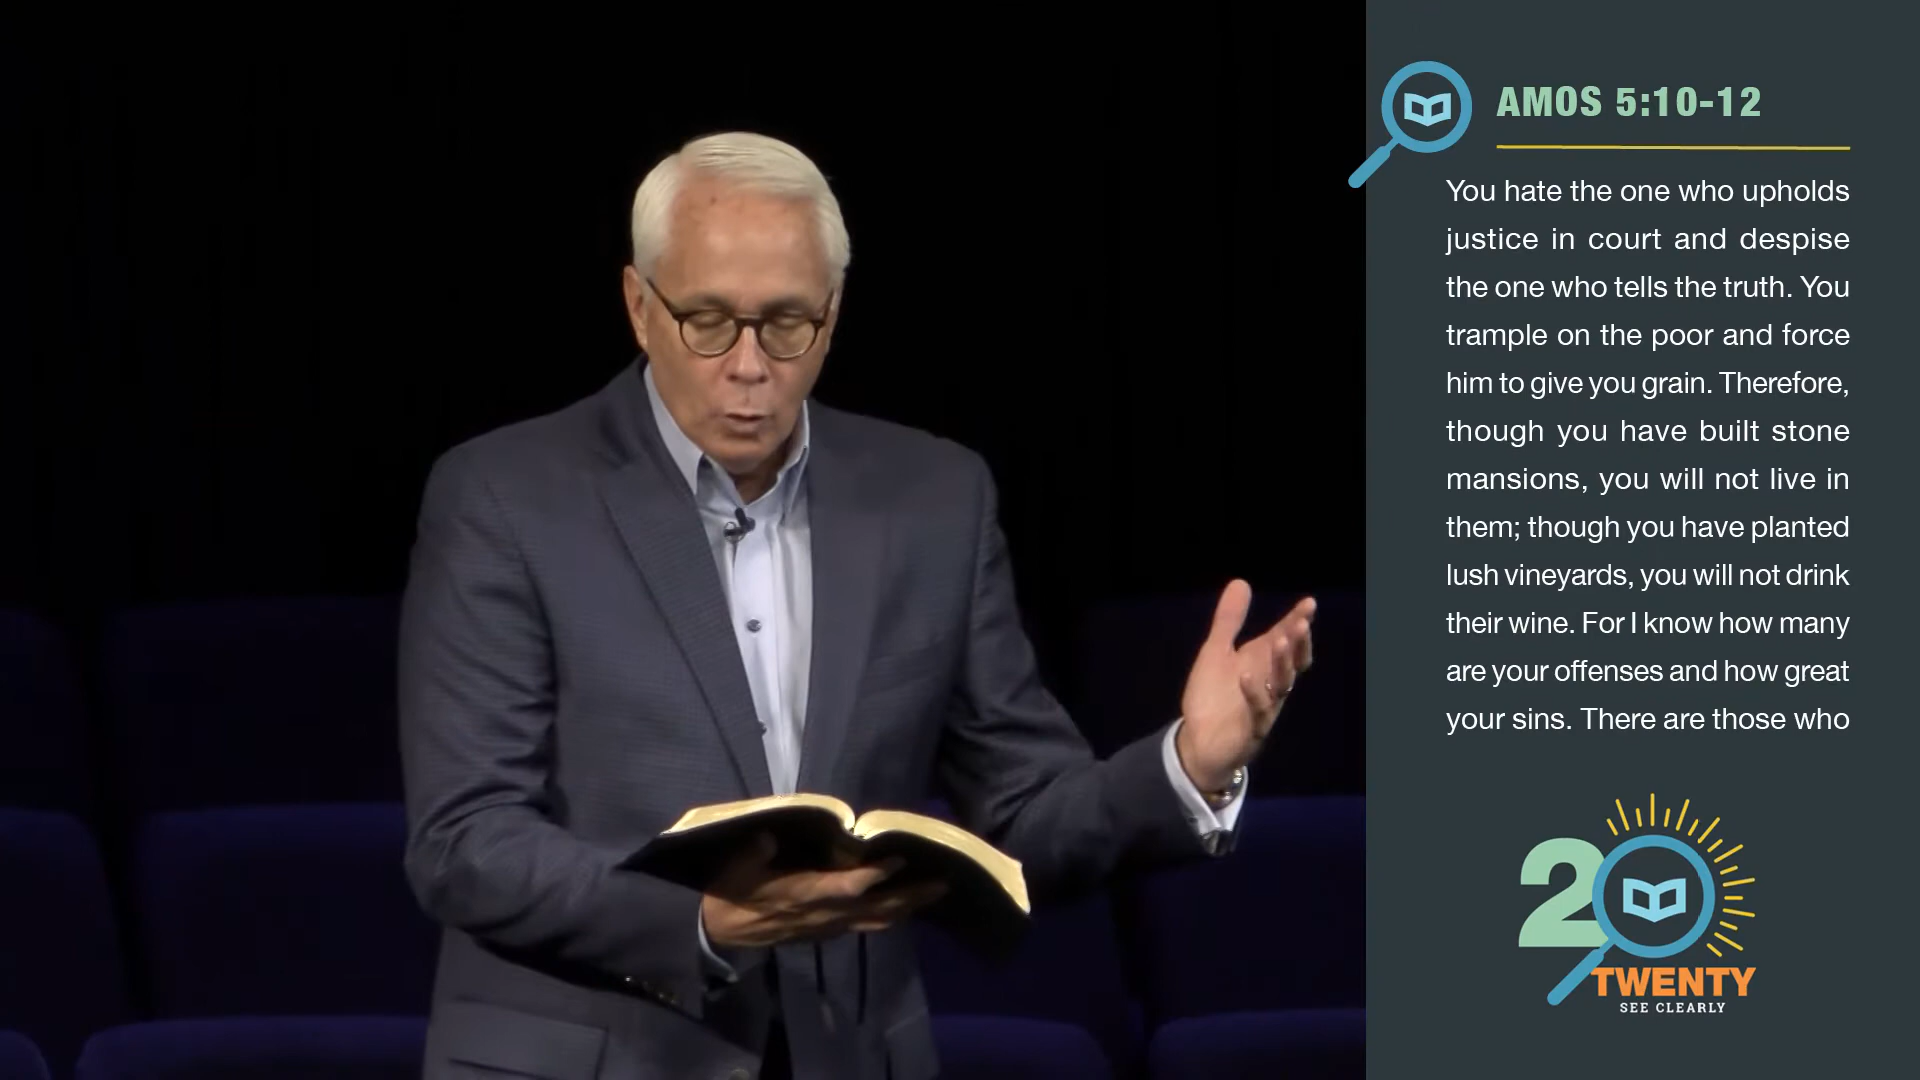 AMOS 5:10-12
You hate the one who upholds
justice in court and despise
the one who tells the truth. You
trample on the poor and force
him to give you grain. Therefore,
though you have built stone
mansions, you will not live in
them; though you have planted
lush vineyards, you will not drink
their wine. For I know how many
are your offenses and how great
your sins. There are those who
20
TWENTY
SEE CLEARLY